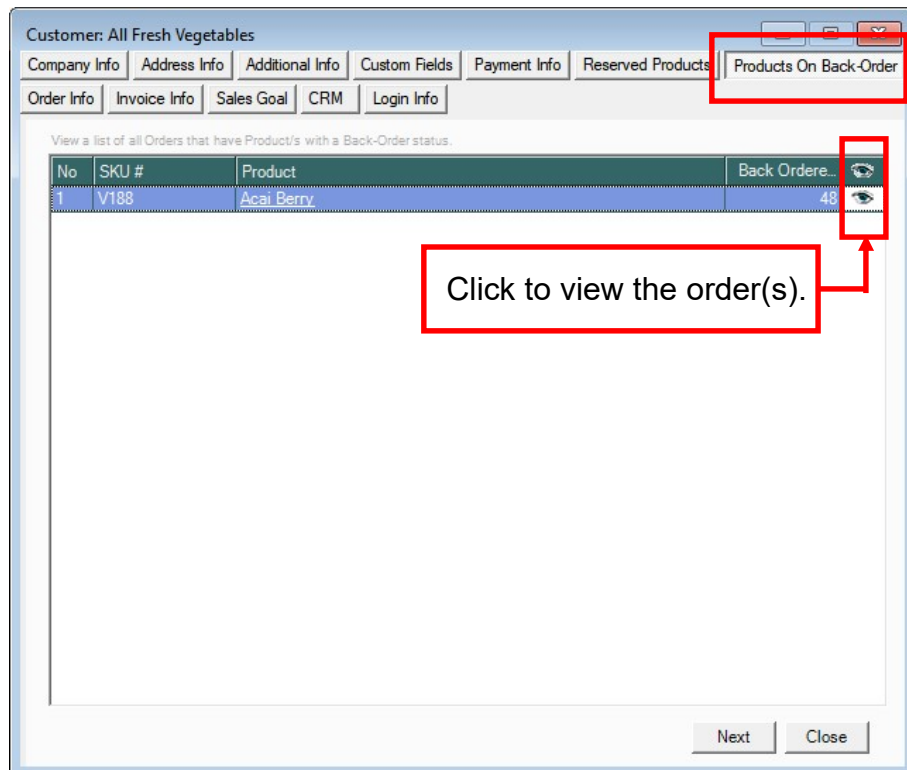 Customer: All Fresh Vegetables
Company Info Address Info Additional Info Custom Fields Payment Info Reserved Products Products On Back-Order
Order Info Invoice Info Sales Goal CRM Login Info
View a list of all Orders that have Product/s with a Back-Order status.
No SKU # Product Back Ordere...
1 V188 Acai Berry 48
Click to view the order(s).
Next Close